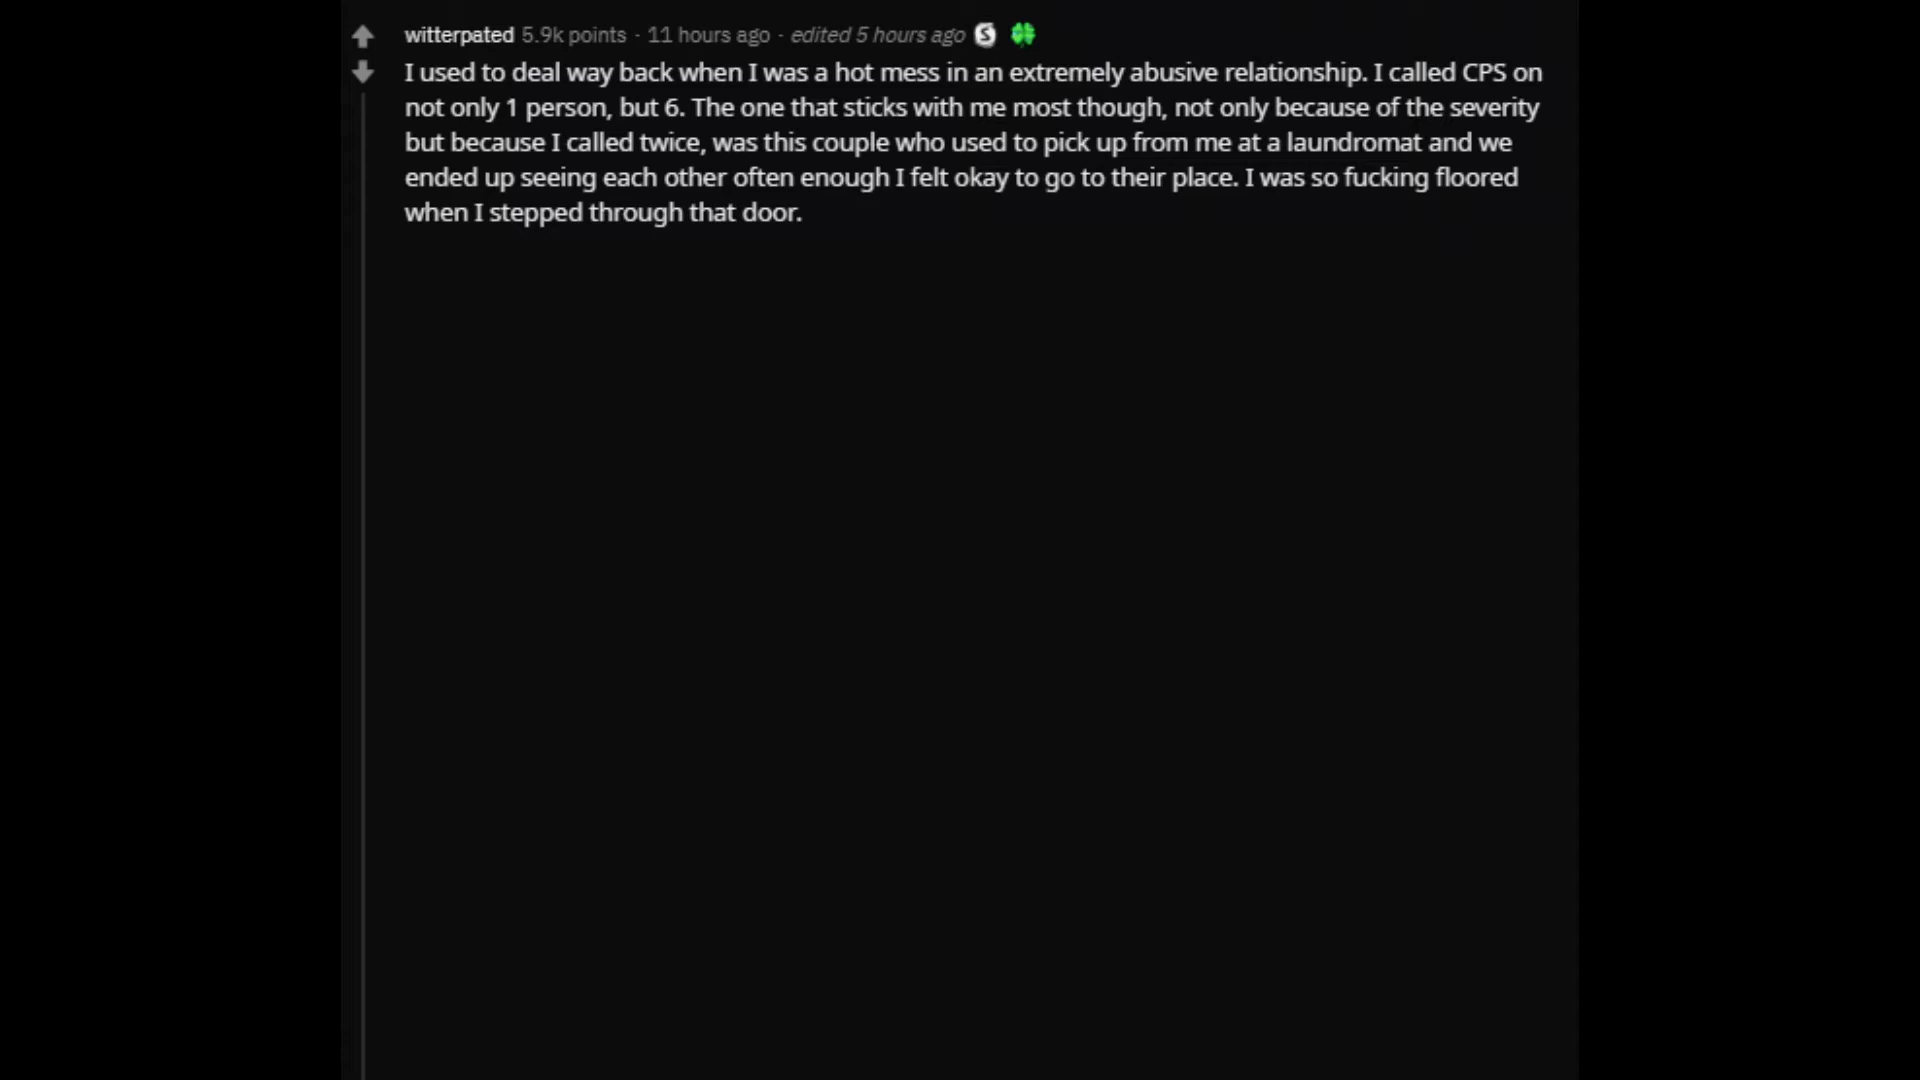 witterpated 5.9k points · 11 hours ago · edited 5 hours ago S
I used to deal way back when I was a hot mess in an extremely abusive relationship. I called CPS on
not only 1 person, but 6. The one that sticks with me most though, not only because of the severity
but because I called twice, was this couple who used to pick up from me at a laundromat and we
ended up seeing each other often enough I felt okay to go to their place. I was so fucking floored
when I stepped through that door.